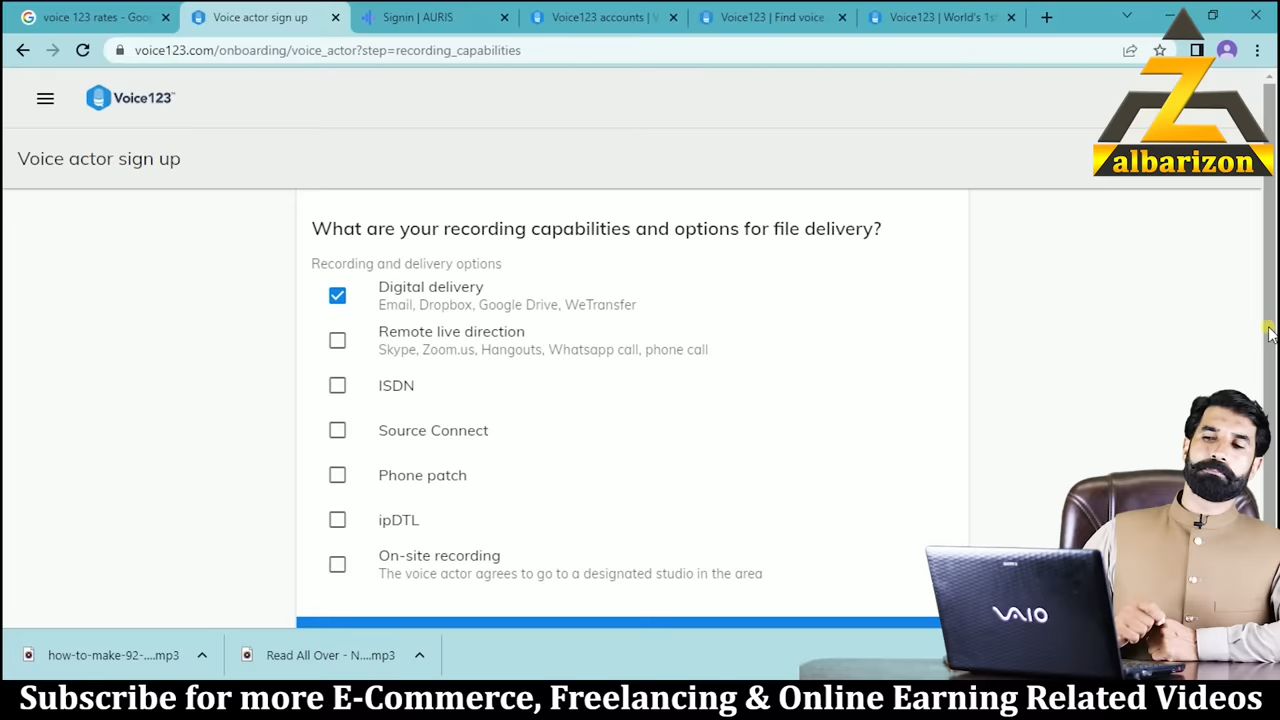 voice 123 rates - Goo
Voice actor sign up
Signin | AURIS
Voice123 accounts | V
Voice123 | Find voice
Voice123 | World's 1st
voice123.com/onboarding/voice_actor?step=recording_capabilities
Voice123™
Z
albarizon
Voice actor sign up
What are your recording capabilities and options for file delivery?
Recording and delivery options
Digital delivery
Email, Dropbox, Google Drive, WeTransfer
Remote live direction
Skype, Zoom.us, Hangouts, Whatsapp call, phone call
ISDN
Source Connect
Phone patch
ipDTL
On-site recording
The voice actor agrees to go to a designated studio in the area
VAIO
how-to-make-92-....mp3
Read All Over - N....mp3
Subscribe for more E-Commerce, Freelancing & Online Earning Related Videos